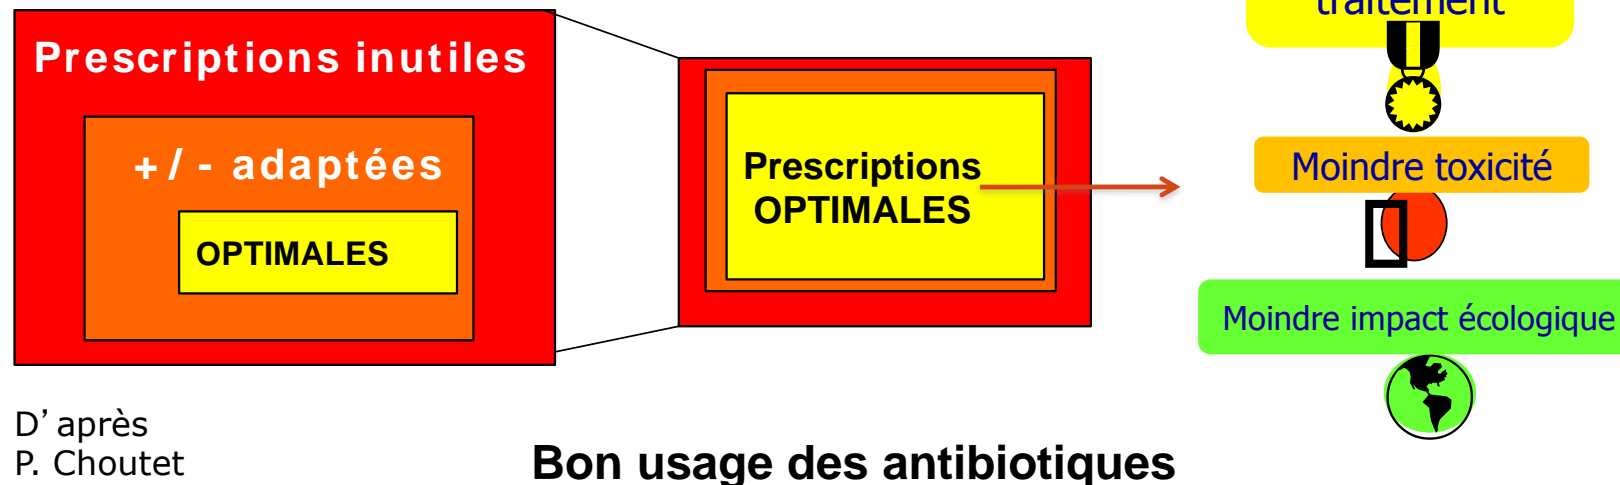 Prescriptions inutiles
+/- adaptées
OPTIMALES
Prescriptions
OPTIMALES
traitement
Moindre toxicité
Moindre impact écologique
D’après
P. Choutet
Bon usage des antibiotiques